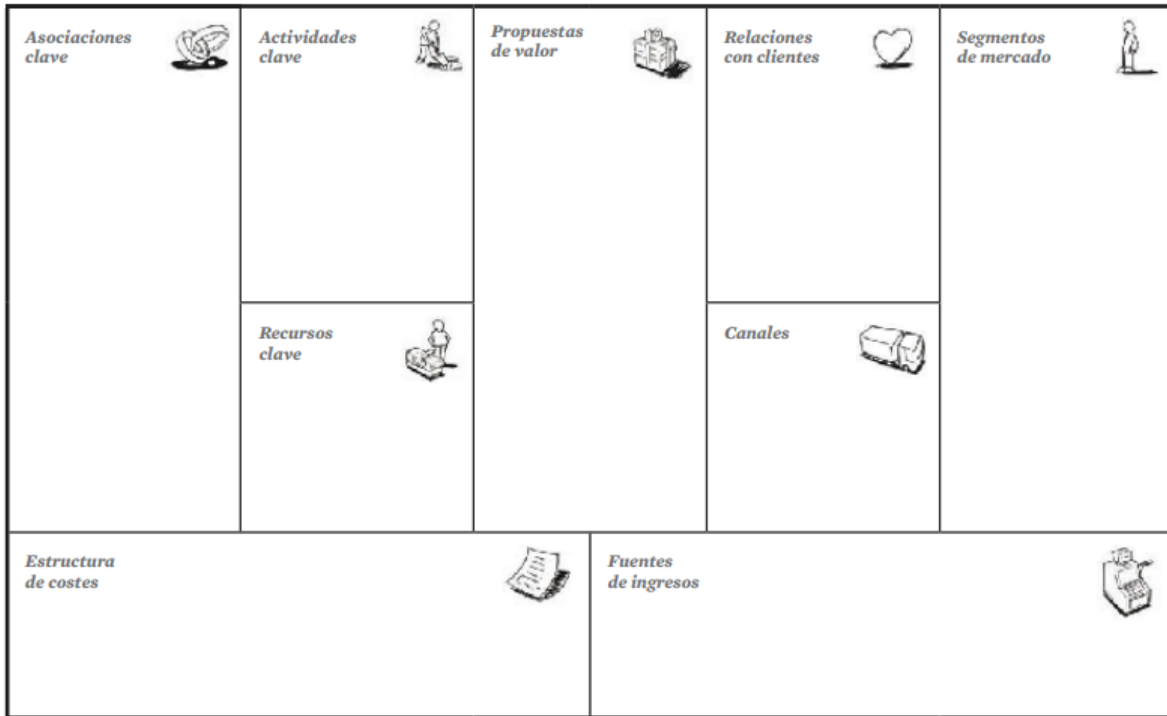 Asociaciones
clave
Actividades
clave
Propuestas
de valor
Relaciones
con clientes
Segmentos
de mercado
Recursos
clave
Canales
Estructura
de costes
Fuentes
de ingresos